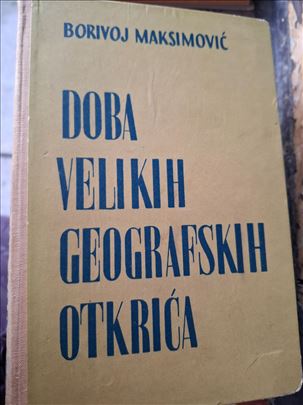 BORIVOJ MAKSIMOVIĆ
DOBA
VELIKIH
GEOGRAFSKIH
OTKRIĆA